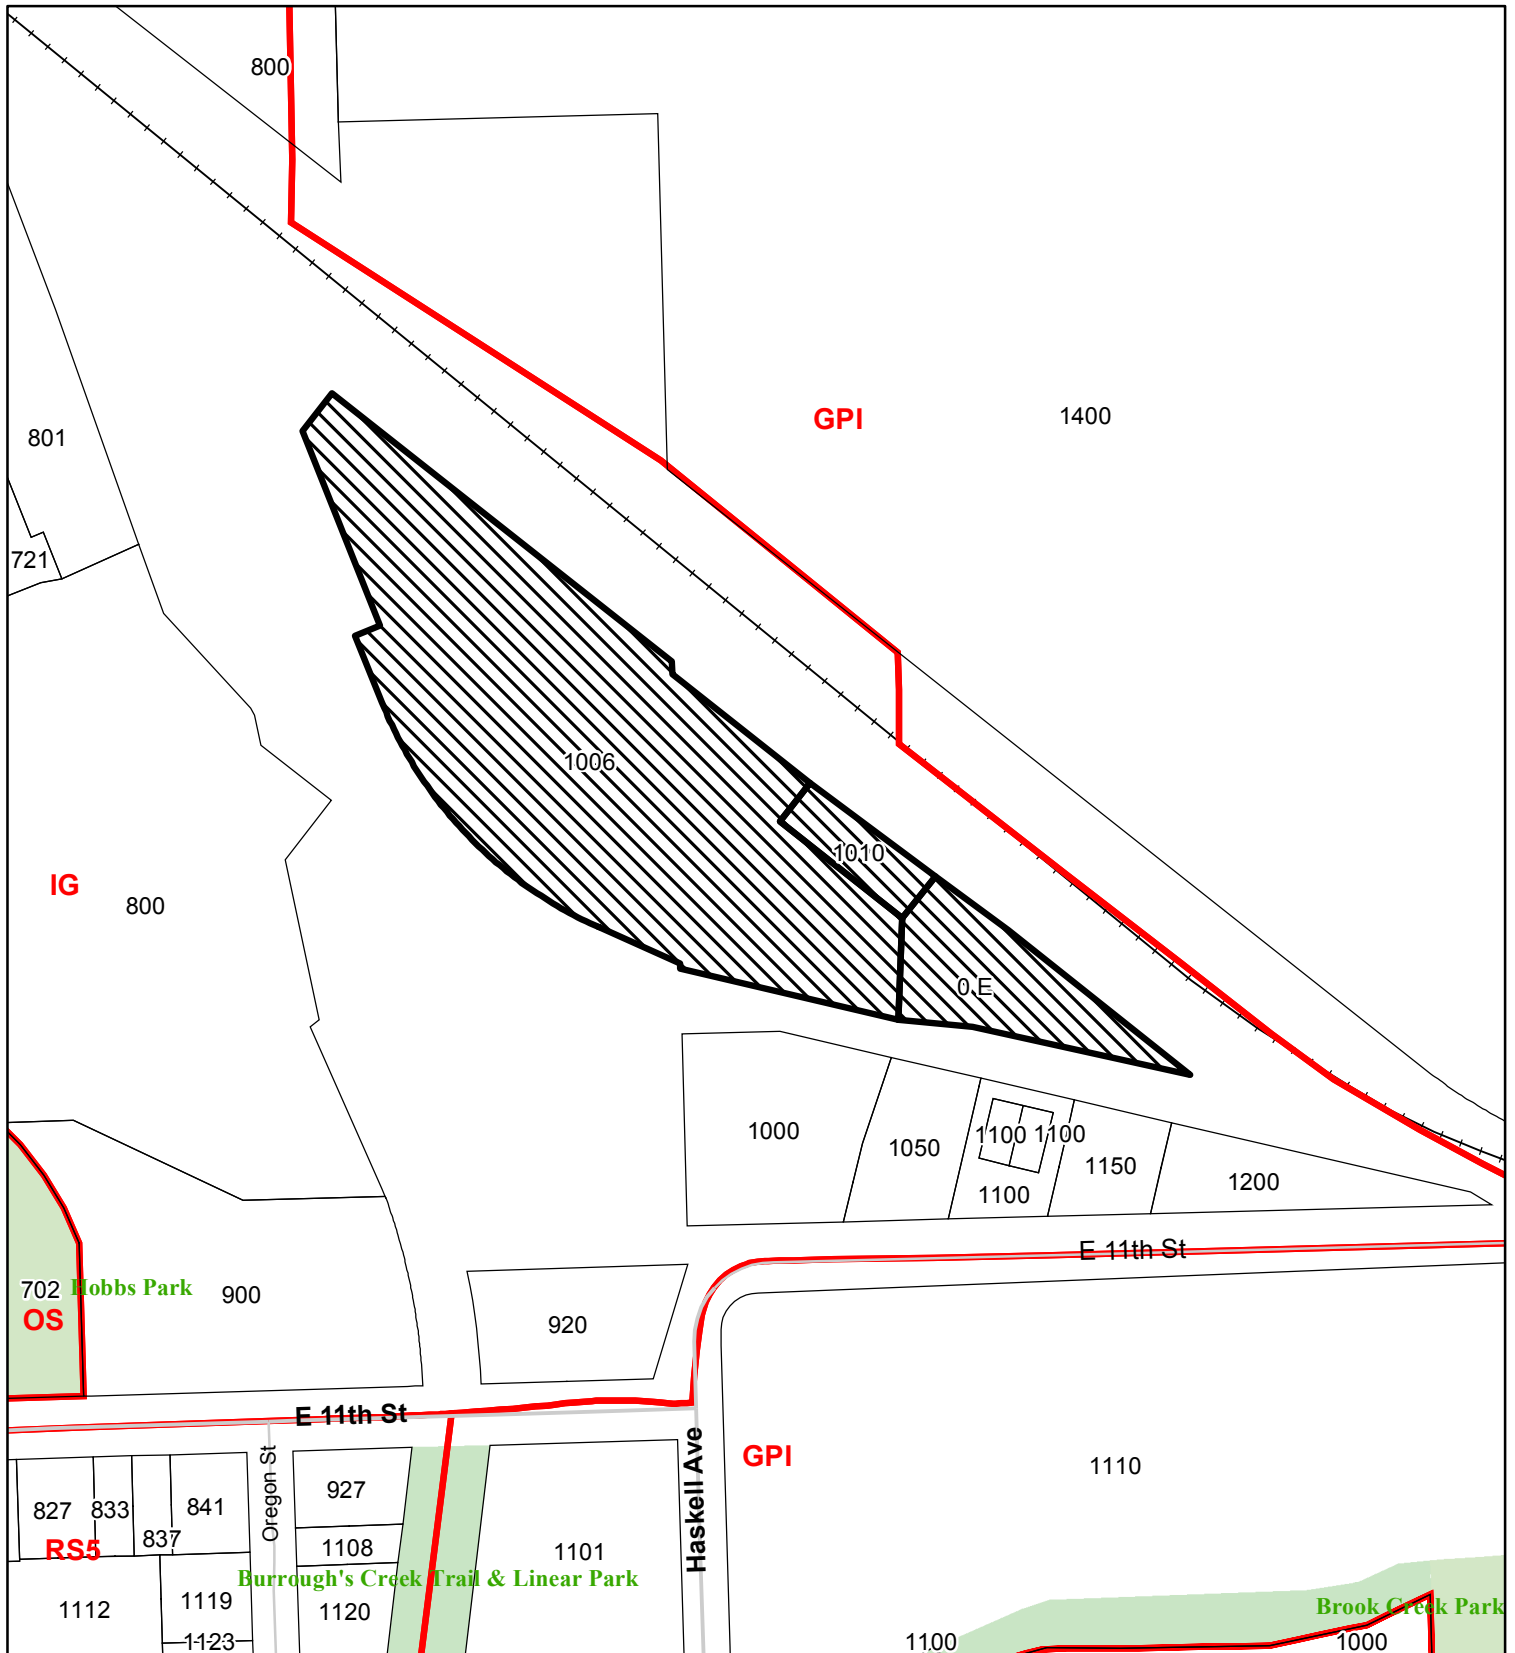 800
GPI
1400
801
721
1006
1010
IG
800
0 E
1000
1050
1100
1100
1100
1150
1200
E 11th St
702
Hobbs Park
OS
900
920
E 11th St
Oregon St
Haskell Ave
GPI
1110
827
833
837
841
RS5
927
1108
1101
Burrough's Creek Trail & Linear Park
1112
1119
1120
1123
Brook Creek Park
1100
1000